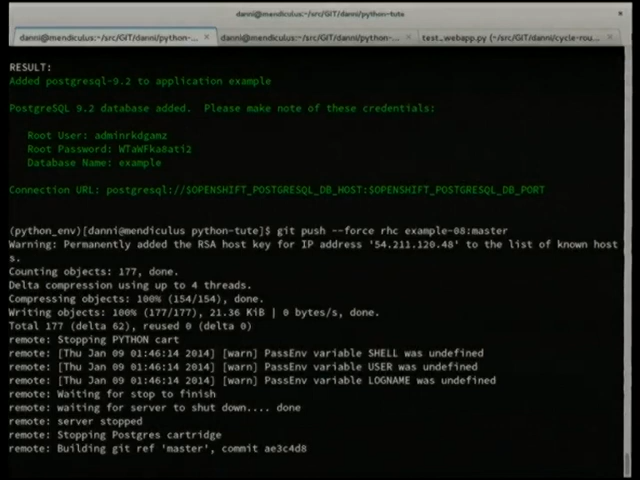 danni@mendiculus:~/src/GIT/danni/python-tute
danni@mendiculus:~/src/GIT/danni/python-... × danni@mendiculus:~/src/GIT/danni/python-... × test_webapp.py (~/src/GIT/danni/cycle-rou... ×
RESULT:
Added postgresql-9.2 to application example
PostgreSQL 9.2 database added.  Please make note of these credentials:
Root User: adminrkdganz
Root Password: WTaWFka8ati2
Database Name: example
Connection URL: postgresql://$OPENSHIFT_POSTGRESQL_DB_HOST:$OPENSHIFT_POSTGRESQL_DB_PORT
(python_env)[danni@mendiculus python-tute]$ git push --force rhc example-08:master
Warning: Permanently added the RSA host key for IP address '54.211.120.48' to the list of known host
s.
Counting objects: 177, done.
Delta compression using up to 4 threads.
Compressing objects: 100% (154/154), done.
Writing objects: 100% (177/177), 21.36 KiB | 0 bytes/s, done.
Total 177 (delta 62), reused 0 (delta 0)
remote: Stopping PYTHON cart
remote: [Thu Jan 09 01:46:14 2014] [warn] PassEnv variable SHELL was undefined
remote: [Thu Jan 09 01:46:14 2014] [warn] PassEnv variable USER was undefined
remote: [Thu Jan 09 01:46:14 2014] [warn] PassEnv variable LOGNAME was undefined
remote: Waiting for stop to finish
remote: waiting for server to shut down.... done
remote: server stopped
remote: Stopping Postgres cartridge
remote: Building git ref 'master', commit ae3c4d8